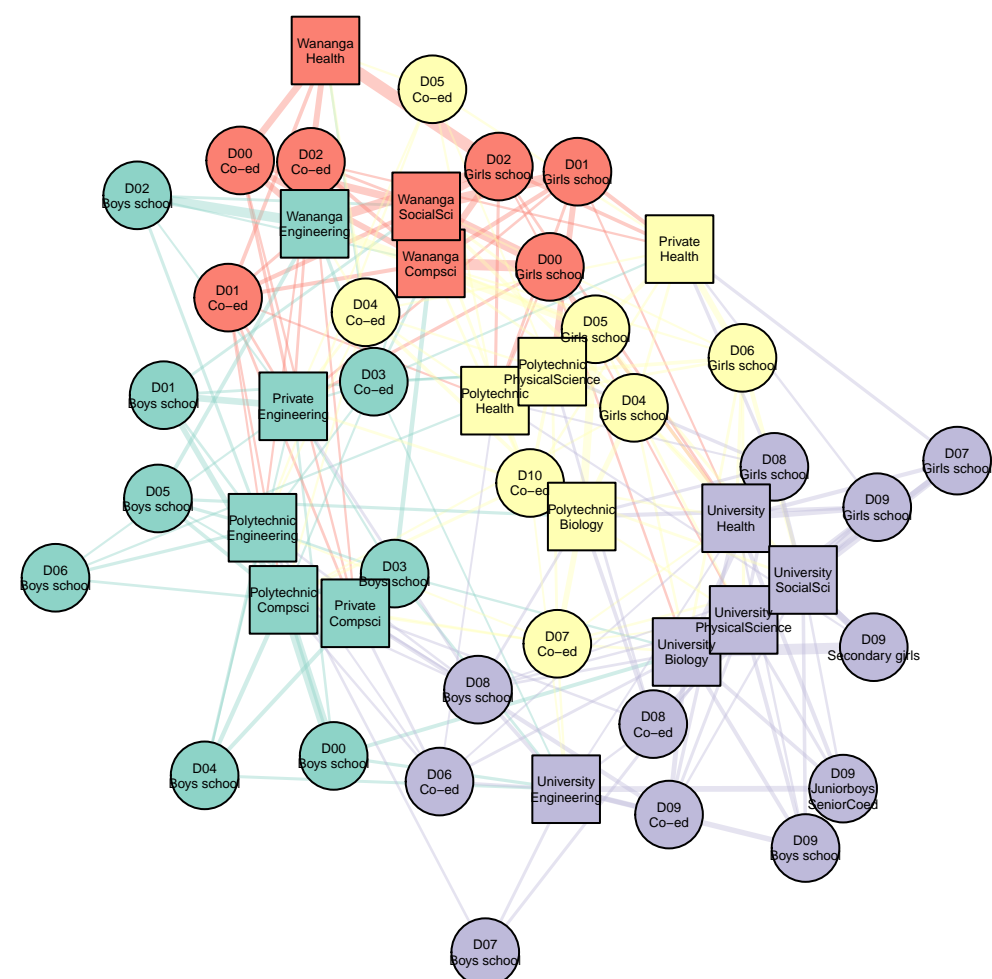 Wananga
Health
D05
Co−ed
D00
Co−ed
D02
Co−ed
D02
Girls school
D01
Girls school
D02
Boys school
Wananga
SocialSci
Wananga
Engineering
Private
Health
Wananga
Compsci
D00
Girls school
D01
Co−ed
D04
Co−ed
D05
Girls school
D06
Girls school
Polytechnic
PhysicalScience
D03
Co−ed
D01
Boys school
Private
Engineering
Polytechnic
Health
D04
Girls school
D07
Girls school
D08
Girls school
D10
Co−ed
D05
Boys school
D09
Girls school
Polytechnic
Biology
University
Health
Polytechnic
Engineering
D06
Boys school
D03
Boys school
University
SocialSci
Polytechnic
Compsci
Private
Compsci
University
PhysicalScience
D07
Co−ed
University
Biology
D09
Secondary girls
D08
Boys school
D08
Co−ed
D00
Boys school
D04
Boys school
D06
Co−ed
University
Engineering
D09
Juniorboys
SeniorCoed
D09
Co−ed
D09
Boys school
D07
Boys school